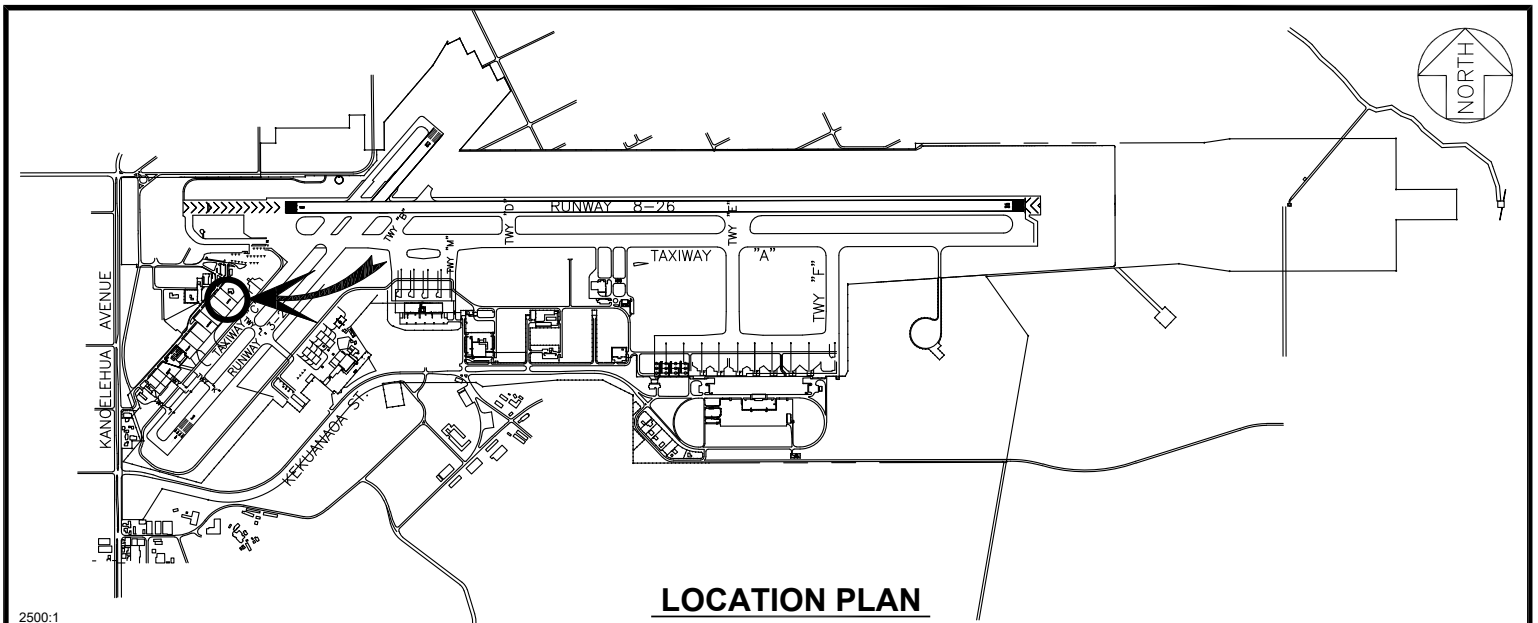 NORTH
RUNWAY 8-26
TWY "B"
TWY "D"
TWY "E"
TWY "M"
TAXIWAY "A"
TWY "F"
KANOELEHUA AVENUE
TAXIWAY
RUNWAY
KEKUANAOA ST.
LOCATION PLAN
2500:1